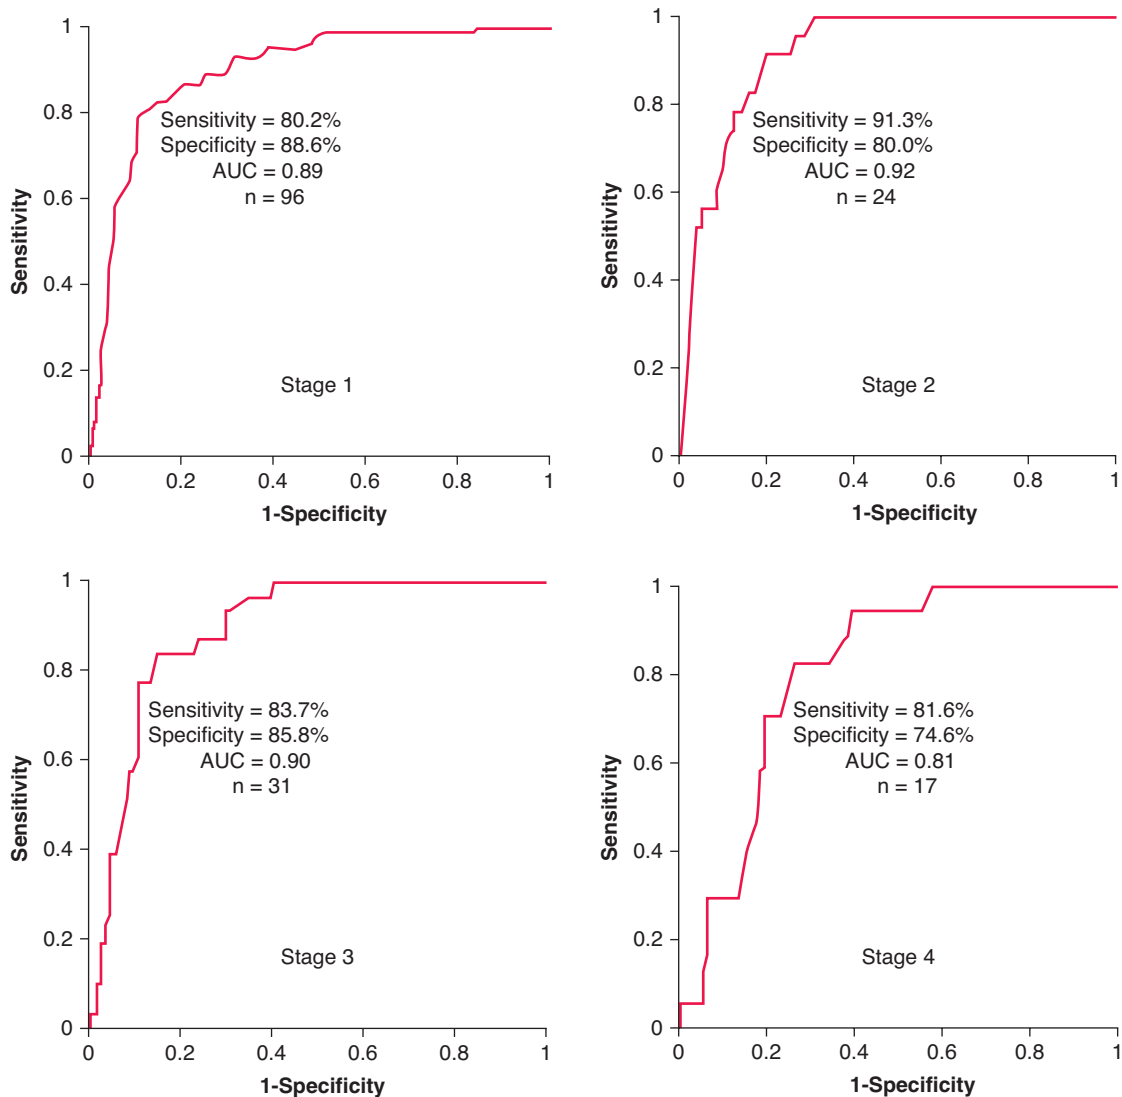 1
0.8
0.6
0.4
0.2
0
Sensitivity
Sensitivity = 80.2%
Specificity = 88.6%
AUC = 0.89
n = 96
Stage 1
0 0.2 0.4 0.6 0.8 1
1-Specificity
1
0.8
0.6
0.4
0.2
0
Sensitivity
Sensitivity = 91.3%
Specificity = 80.0%
AUC = 0.92
n = 24
Stage 2
0 0.2 0.4 0.6 0.8 1
1-Specificity
1
0.8
0.6
0.4
0.2
0
Sensitivity
Sensitivity = 83.7%
Specificity = 85.8%
AUC = 0.90
n = 31
Stage 3
0 0.2 0.4 0.6 0.8 1
1-Specificity
1
0.8
0.6
0.4
0.2
0
Sensitivity
Sensitivity = 81.6%
Specificity = 74.6%
AUC = 0.81
n = 17
Stage 4
0 0.2 0.4 0.6 0.8 1
1-Specificity